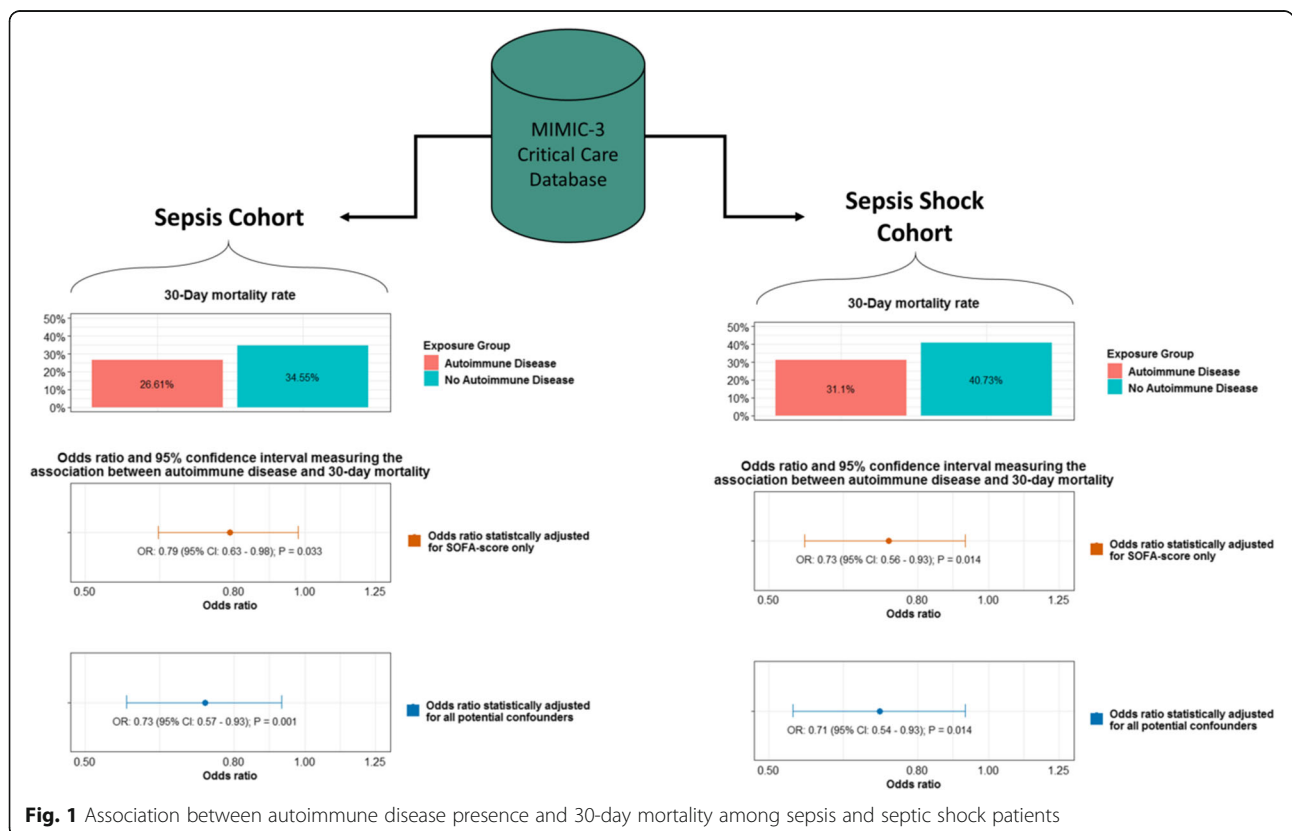 MIMIC-3
Critical Care
Database
Sepsis Cohort
30-Day mortality rate
50%
40%
30%
20%
10%
0%
26.61%
34.55%
Exposure Group
Autoimmune Disease
No Autoimmune Disease
Odds ratio and 95% confidence interval measuring the
association between autoimmune disease and 30-day mortality
OR: 0.79 (95% CI: 0.63 - 0.98); P = 0.033
0.50 0.80 1.00 1.25
Odds ratio
Odds ratio statistcally adjusted
for SOFA-score only
OR: 0.73 (95% CI: 0.57 - 0.93); P = 0.001
0.50 0.80 1.00 1.25
Odds ratio
Odds ratio statistically adjusted
for all potential confounders
Sepsis Shock
Cohort
30-Day mortality rate
50%
40%
30%
20%
10%
0%
31.1%
40.73%
Exposure Group
Autoimmune Disease
No Autoimmune Disease
Odds ratio and 95% confidence interval measuring the
association between autoimmune disease and 30-day mortality
OR: 0.73 (95% CI: 0.56 - 0.93); P = 0.014
0.50 0.80 1.00 1.25
Odds ratio
Odds ratio statistically adjusted
for SOFA-score only
OR: 0.71 (95% CI: 0.54 - 0.93); P = 0.014
0.50 0.80 1.00 1.25
Odds ratio
Odds ratio statistically adjusted
for all potential confounders
Fig. 1 Association between autoimmune disease presence and 30-day mortality among sepsis and septic shock patients